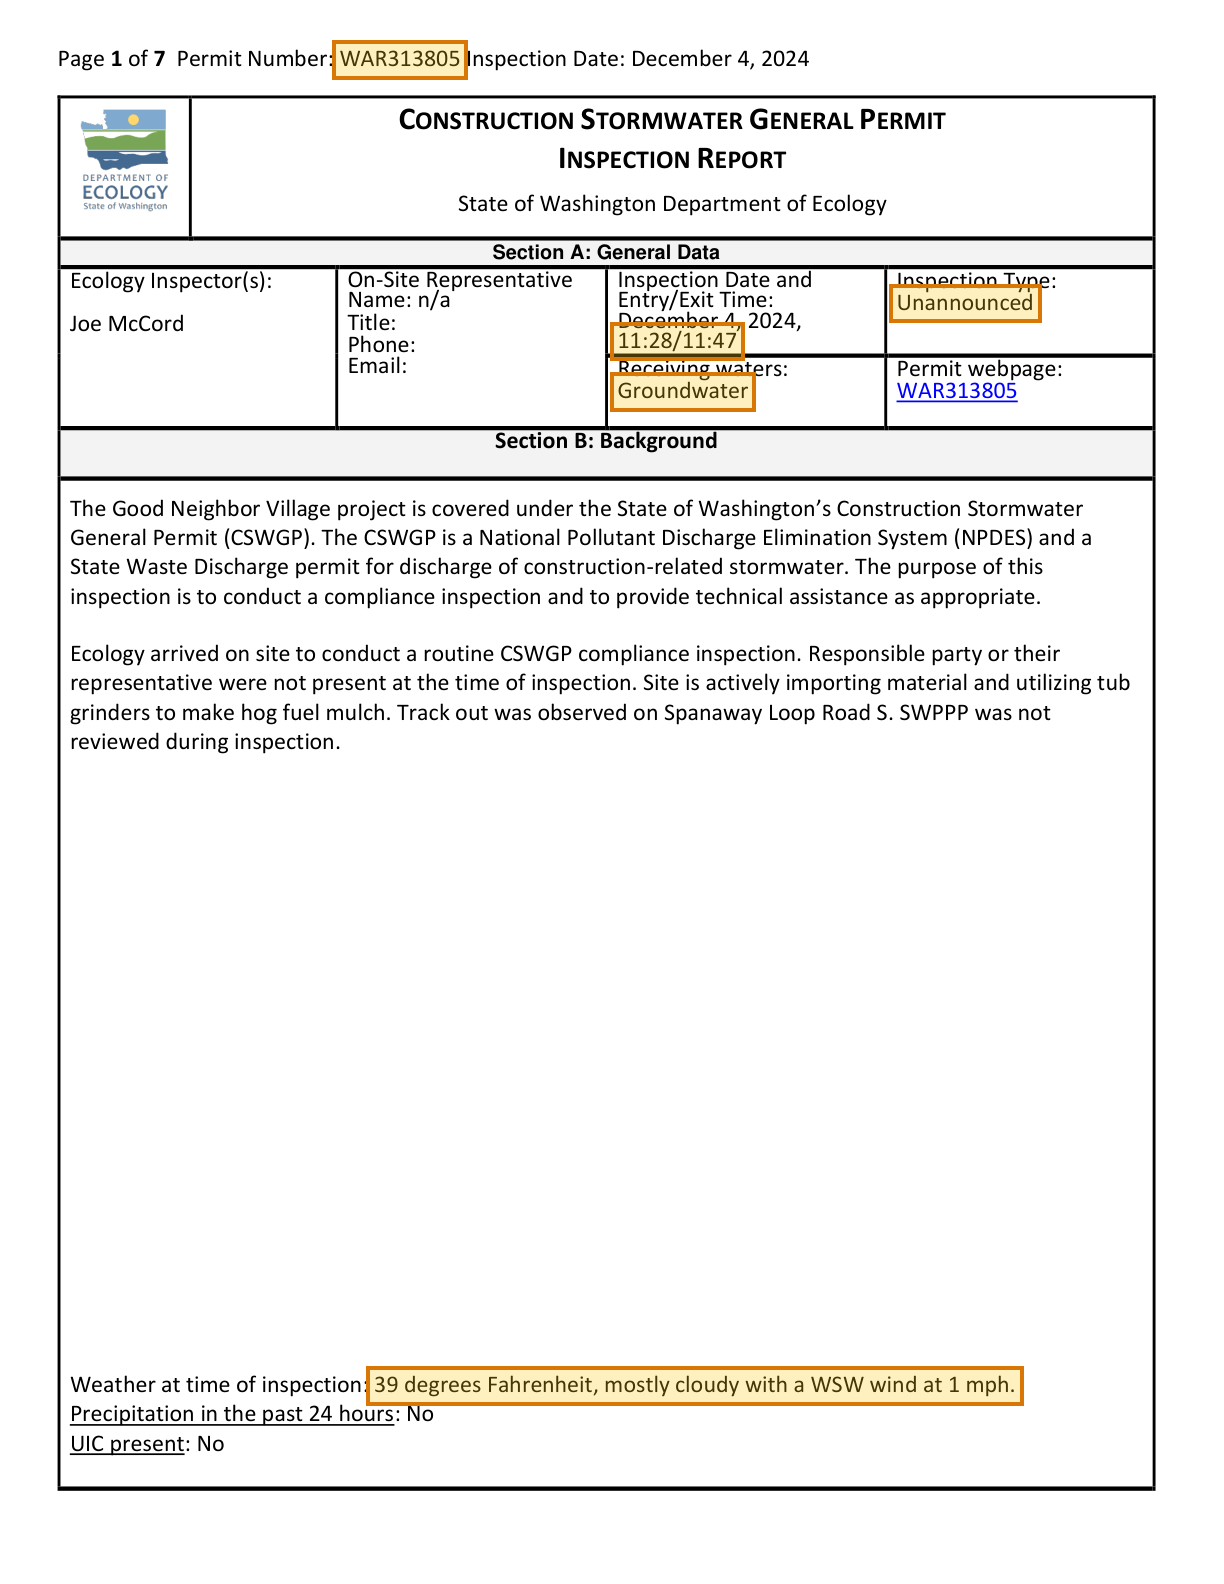 Page 1 of 7 Permit Number: WAR313805 Inspection Date: December 4, 2024
DEPARTMENT OF
ECOLOGY
State of Washington
CONSTRUCTION STORMWATER GENERAL PERMIT
INSPECTION REPORT
State of Washington Department of Ecology
Section A: General Data
Ecology Inspector(s):
Joe McCord
On-Site Representative
Name: n/a
Title:
Phone:
Email:
Inspection Date and
Entry/Exit Time:
December 4, 2024,
11:28/11:47
Inspection Type:
Unannounced
Receiving waters:
Groundwater
Permit webpage:
WAR313805
Section B: Background
The Good Neighbor Village project is covered under the State of Washington’s Construction Stormwater
General Permit (CSWGP). The CSWGP is a National Pollutant Discharge Elimination System (NPDES) and a
State Waste Discharge permit for discharge of construction-related stormwater. The purpose of this
inspection is to conduct a compliance inspection and to provide technical assistance as appropriate.
Ecology arrived on site to conduct a routine CSWGP compliance inspection. Responsible party or their
representative were not present at the time of inspection. Site is actively importing material and utilizing tub
grinders to make hog fuel mulch. Track out was observed on Spanaway Loop Road S. SWPPP was not
reviewed during inspection.
Weather at time of inspection: 39 degrees Fahrenheit, mostly cloudy with a WSW wind at 1 mph.
Precipitation in the past 24 hours: No
UIC present: No